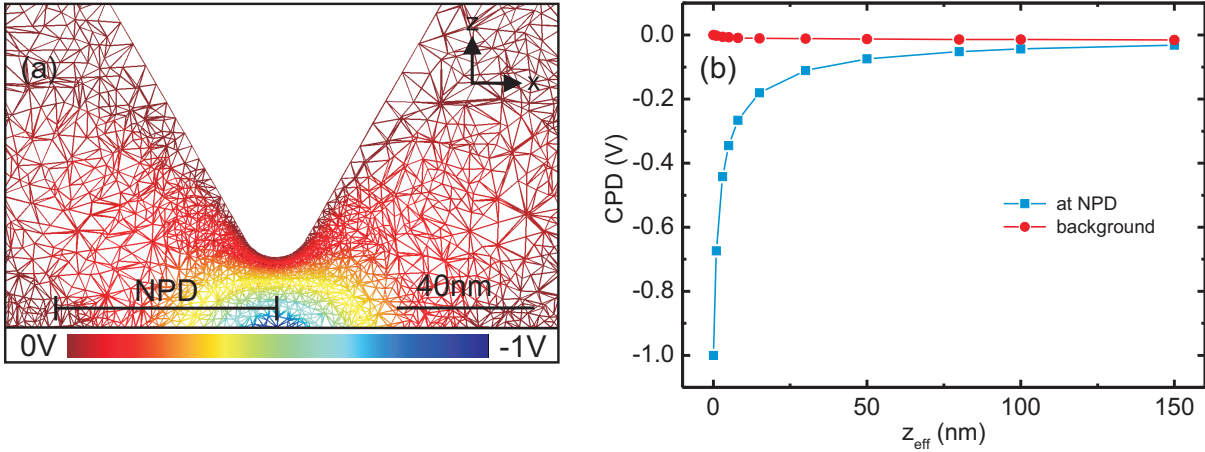 (a)
z
x
NPD
40nm
0V
-1V
(b)
0.0
-0.2
-0.4
-0.6
-0.8
-1.0
CPD (V)
at NPD
background
0 50 100 150
zeff (nm)